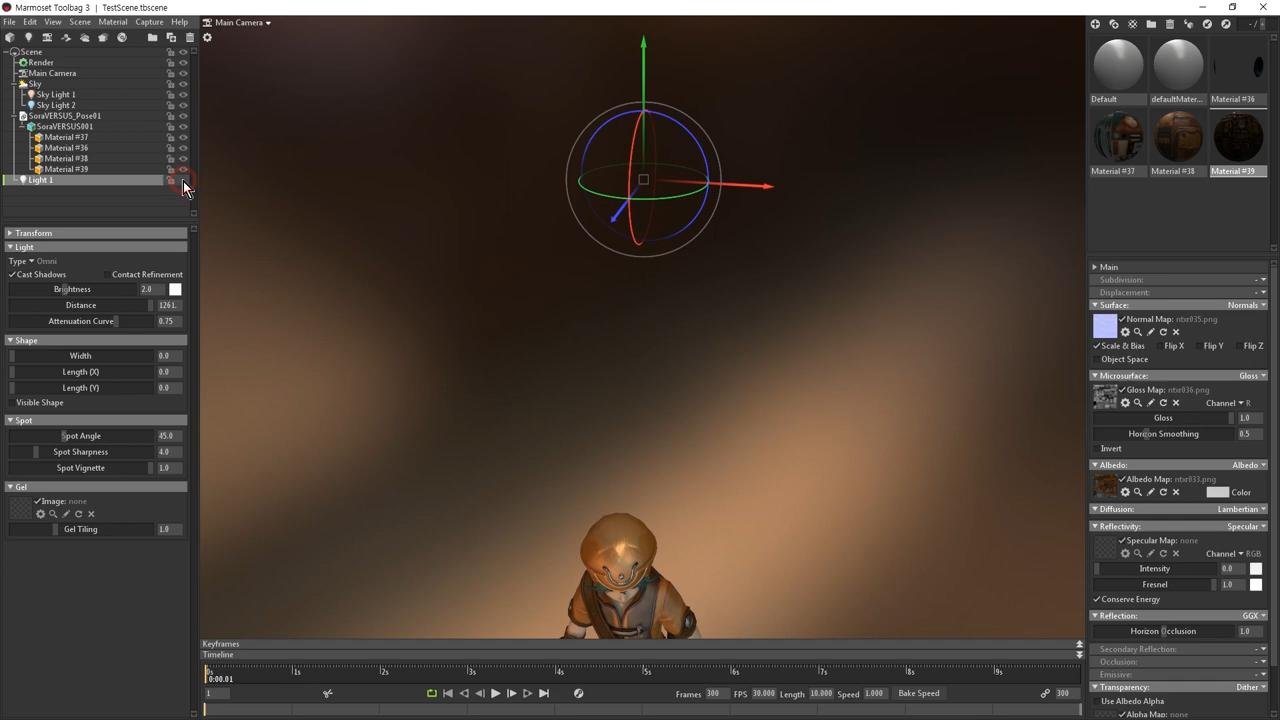 Marmoset Toolbag 3 | TestScene.tbscene
File Edit View Scene Material Capture Help
Main Camera
- /
Scene
Render
Main Camera
Sky
Sky Light 1
Sky Light 2
SoraVERSUS_Pose01
SoraVERSUS001
Material #37
Material #36
Material #38
Material #39
Light 1
Transform
Light
Type Omni
Cast Shadows Contact Refinement
Brightness 2.0
Distance 1261.
Attenuation Curve 0.75
Shape
Width 0.0
Length (X) 0.0
Length (Y) 0.0
Visible Shape
Spot
Spot Angle 45.0
Spot Sharpness 4.0
Spot Vignette 1.0
Gel
Image: none
Gel Tiling 1.0
Default defaultMater... Material #36
Material #37 Material #38 Material #39
Main
Subdivision: -
Displacement: -
Surface: Normals
Normal Map: ntxr035.png
Scale & Bias Flip X Flip Y Flip Z
Object Space
Microsurface: Gloss
Gloss Map: ntxr036.png
Channel R
Gloss 1.0
Horizon Smoothing 0.5
Invert
Albedo: Albedo
Albedo Map: ntxr033.png
Color
Diffusion: Lambertian
Reflectivity: Specular
Specular Map: none
Channel RGB
Intensity 0.0
Fresnel 1.0
Conserve Energy
Reflection: GGX
Horizon Occlusion 1.0
Secondary Reflection: -
Occlusion: -
Emissive: -
Transparency: Dither
Use Albedo Alpha
Alpha Map: none
Keyframes
Timeline
1s 2s 3s 4s 5s 6s 7s 8s 9s
0:00.01
1 Frames 300 FPS 30.000 Length 10.000 Speed 1.000 Bake Speed 300